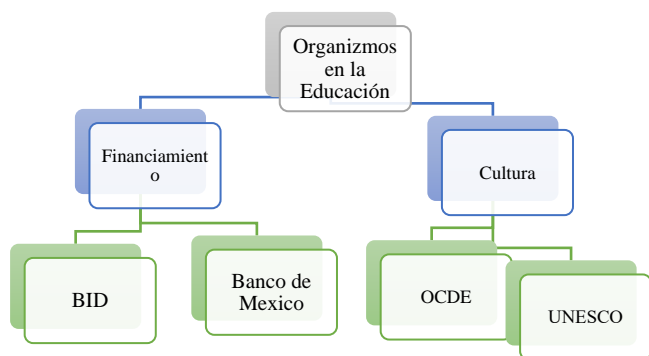 Organizmos
en la
Educación
Financiamient
o
Cultura
BID
Banco de
Mexico
OCDE
UNESCO